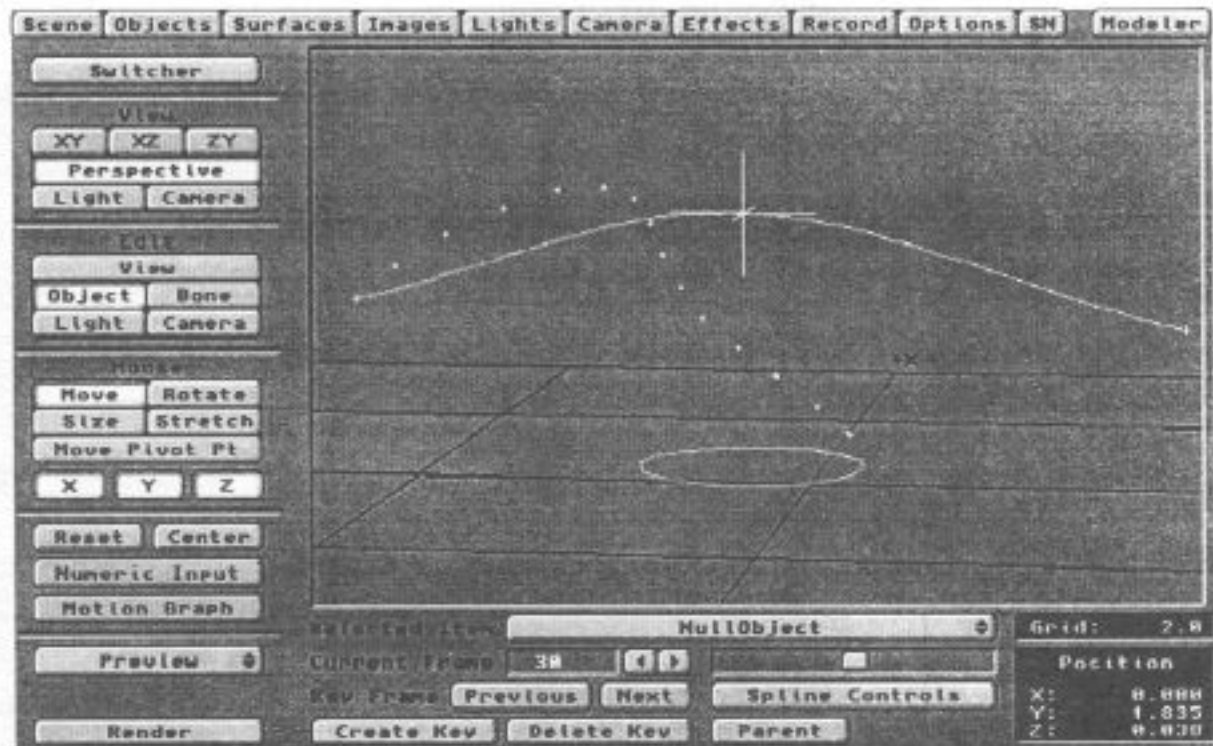 Scene Objects Surfaces Images Lights Camera Effects Record Options SN Modeler
Switcher
View
XY XZ ZY
Perspective
Light Camera
Edit
View
Object Bone
Light Camera
Mouse
Move Rotate
Size Stretch
Move Pivot Pt
X Y Z
Reset Center
Numeric Input
Motion Graph
Preview
Render
+X
Selected Item NullObject
Current Frame 30
Key Frame Previous Next Spline Controls
Create Key Delete Key Parent
Grid: 2.0
Position
X: 0.000
Y: 1.835
Z: 0.030